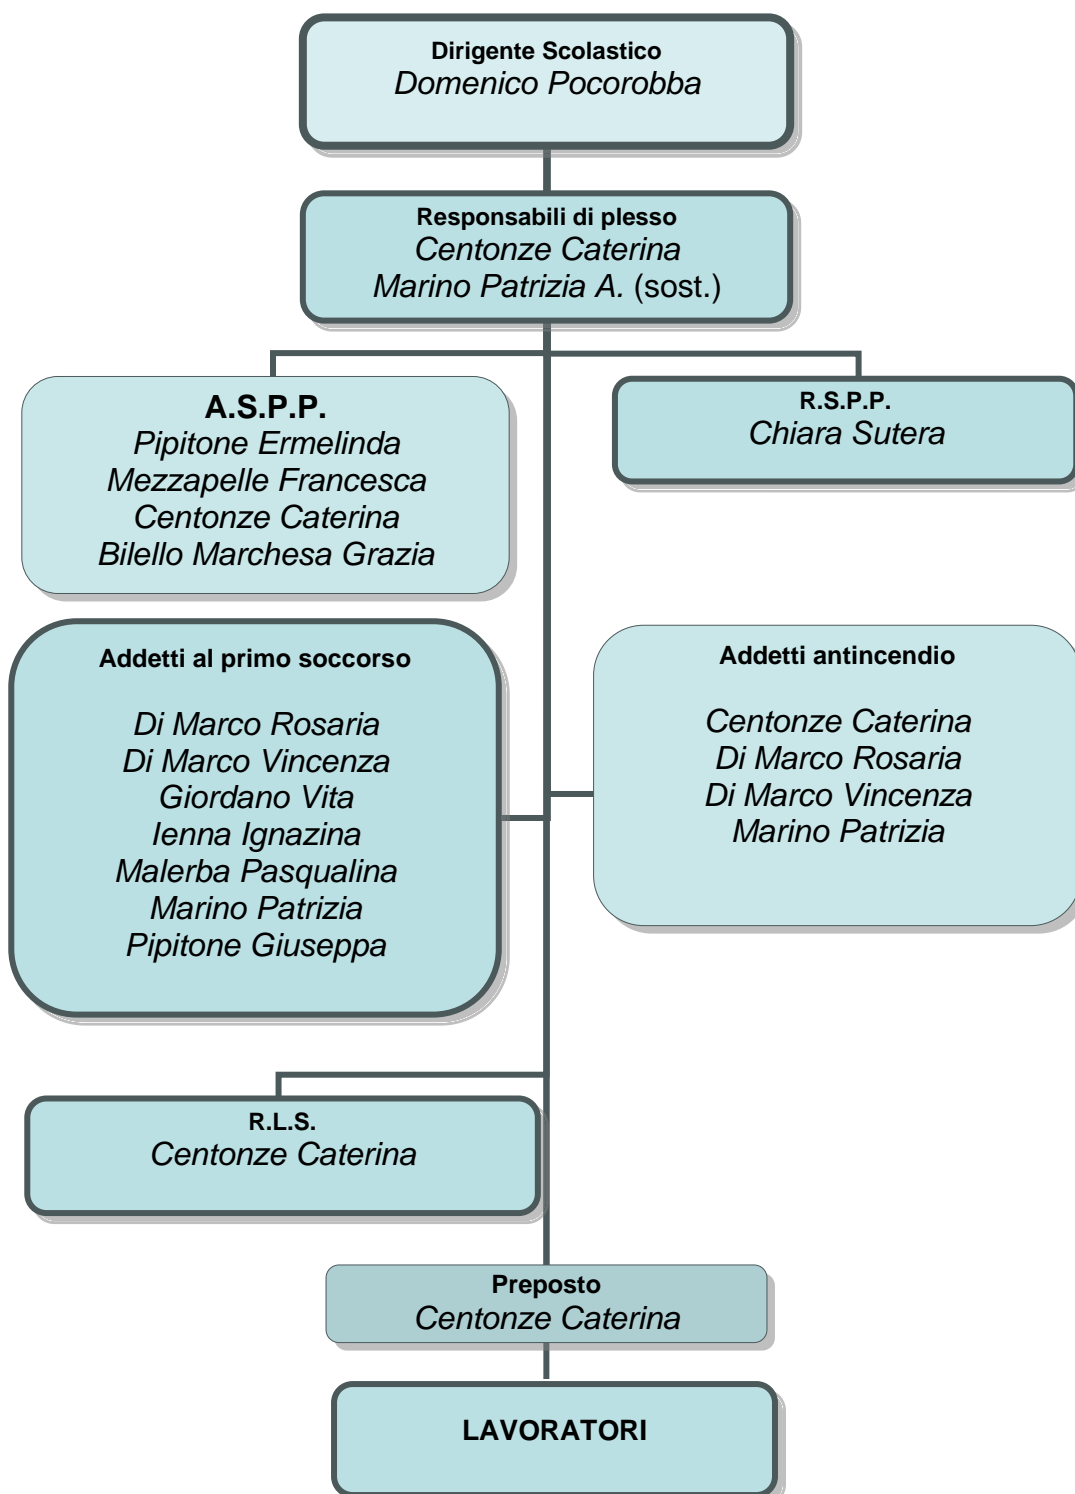 Dirigente Scolastico
Domenico Pocorobba
Responsabili di plesso
Centonze Caterina
Marino Patrizia A. (sost.)
A.S.P.P.
Pipitone Ermelinda
Mezzapelle Francesca
Centonze Caterina
Bilello Marchesa Grazia
R.S.P.P.
Chiara Sutera
Addetti al primo soccorso
Di Marco Rosaria
Di Marco Vincenza
Giordano Vita
Ienna Ignazina
Malerba Pasqualina
Marino Patrizia
Pipitone Giuseppa
Addetti antincendio
Centonze Caterina
Di Marco Rosaria
Di Marco Vincenza
Marino Patrizia
R.L.S.
Centonze Caterina
Preposto
Centonze Caterina
LAVORATORI